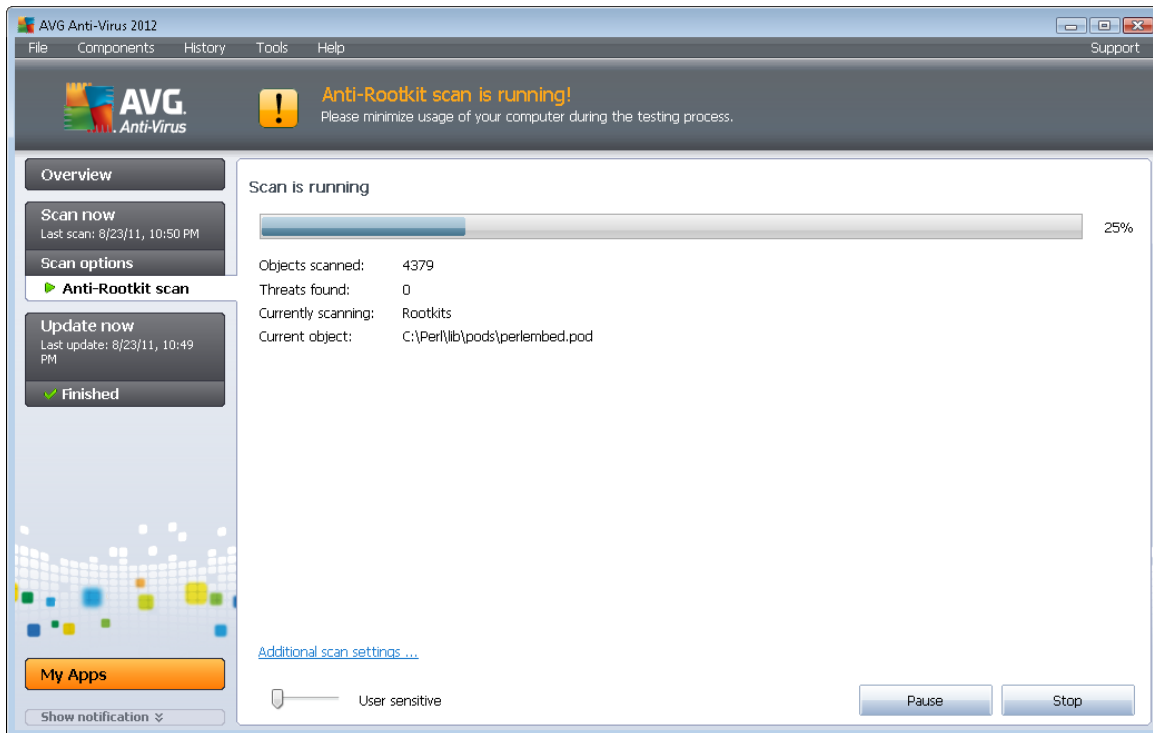 AVG Anti-Virus 2012
File Components History Tools Help Support
AVG.
Anti-Virus
Anti-Rootkit scan is running!
Please minimize usage of your computer during the testing process.
Overview
Scan now
Last scan: 8/23/11, 10:50 PM
Scan options
Anti-Rootkit scan
Update now
Last update: 8/23/11, 10:49
PM
Finished
My Apps
Show notification
Scan is running
25%
Objects scanned: 4379
Threats found: 0
Currently scanning: Rootkits
Current object: C:\Perl\lib\pods\perlembed.pod
Additional scan settings ...
User sensitive
Pause
Stop